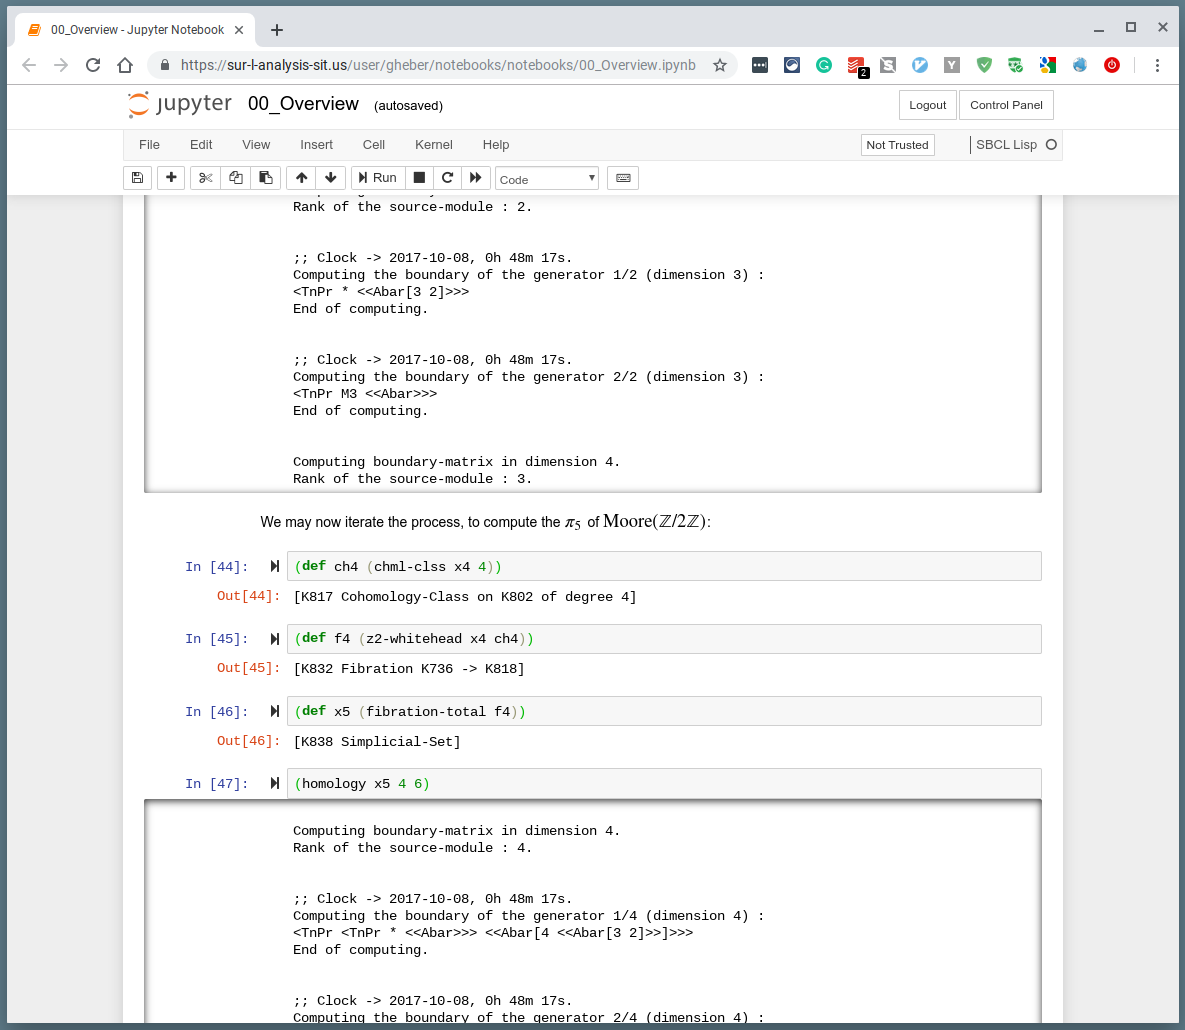 00_Overview - Jupyter Notebook
https://sur-l-analysis-sit.us/user/gheber/notebooks/notebooks/00_Overview.ipynb
2
S
Y
jupyter 00_Overview (autosaved)
Logout Control Panel
File Edit View Insert Cell Kernel Help
Not Trusted SBCL Lisp
Run Code
Rank of the source-module : 2.
;; Clock -> 2017-10-08, 0h 48m 17s.
Computing the boundary of the generator 1/2 (dimension 3) :
<TnPr * <<Abar[3 2]>>>
End of computing.
;; Clock -> 2017-10-08, 0h 48m 17s.
Computing the boundary of the generator 2/2 (dimension 3) :
<TnPr M3 <<Abar>>>
End of computing.
Computing boundary-matrix in dimension 4.
Rank of the source-module : 3.
We may now iterate the process, to compute the π₅ of Moore(ℤ/2ℤ):
In [44]: (def ch4 (chml-clss x4 4))
Out[44]: [K817 Cohomology-Class on K802 of degree 4]
In [45]: (def f4 (z2-whitehead x4 ch4))
Out[45]: [K832 Fibration K736 -> K818]
In [46]: (def x5 (fibration-total f4))
Out[46]: [K838 Simplicial-Set]
In [47]: (homology x5 4 6)
Computing boundary-matrix in dimension 4.
Rank of the source-module : 4.
;; Clock -> 2017-10-08, 0h 48m 17s.
Computing the boundary of the generator 1/4 (dimension 4) :
<TnPr <TnPr * <<Abar>>> <<Abar[4 <<Abar[3 2]>>]>>>
End of computing.
;; Clock -> 2017-10-08, 0h 48m 17s.
Computing the boundary of the generator 2/4 (dimension 4) :